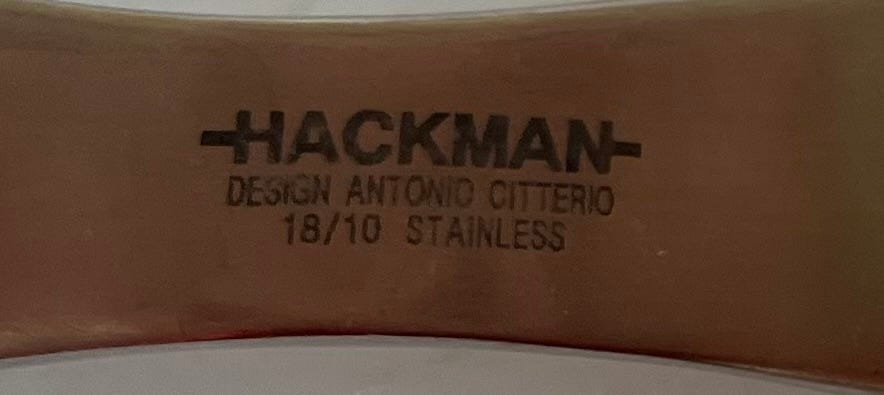 HACKMAN
DESIGN ANTONIO CITTERIO
18/10 STAINLESS